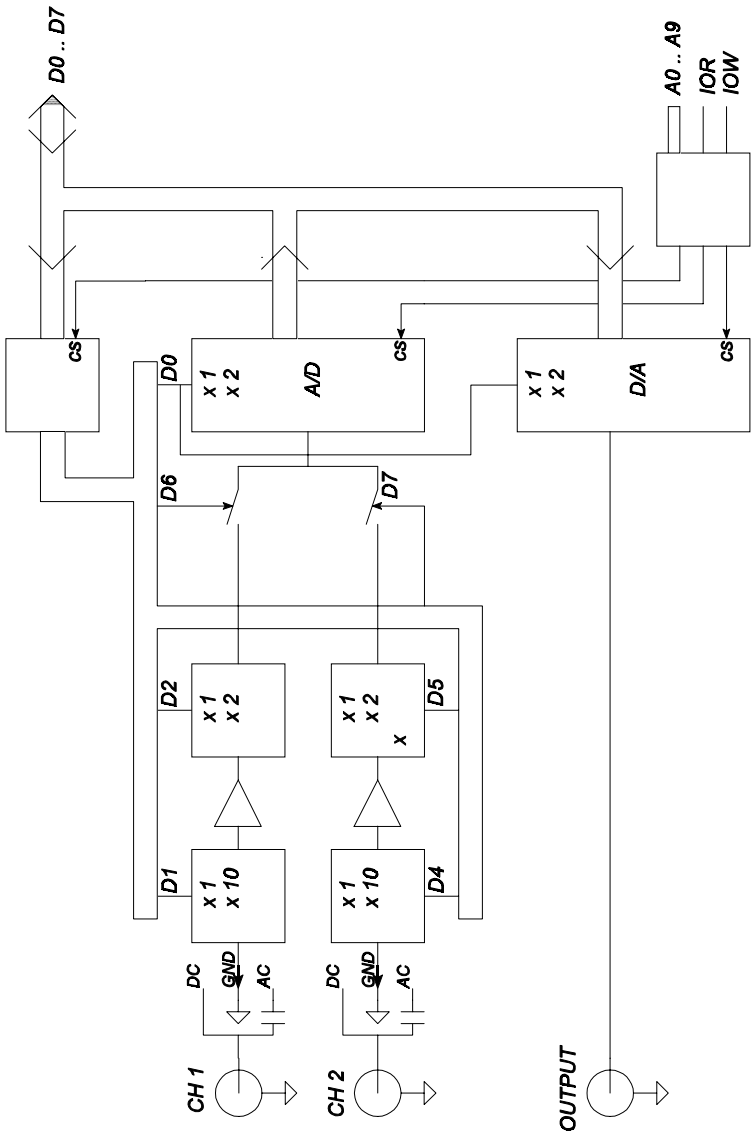 D0 .. D7
A0 .. A9
IOR
IOW
CS
D0
x 1
x 2
A/D
CS
x 1
x 2
D/A
CS
D6
D7
D2
x 1
x 2
x 1
x 2
x
D5
D1
x 1
x 10
x 1
x 10
D4
DC
GND
AC
DC
GND
AC
CH 1
CH 2
OUTPUT